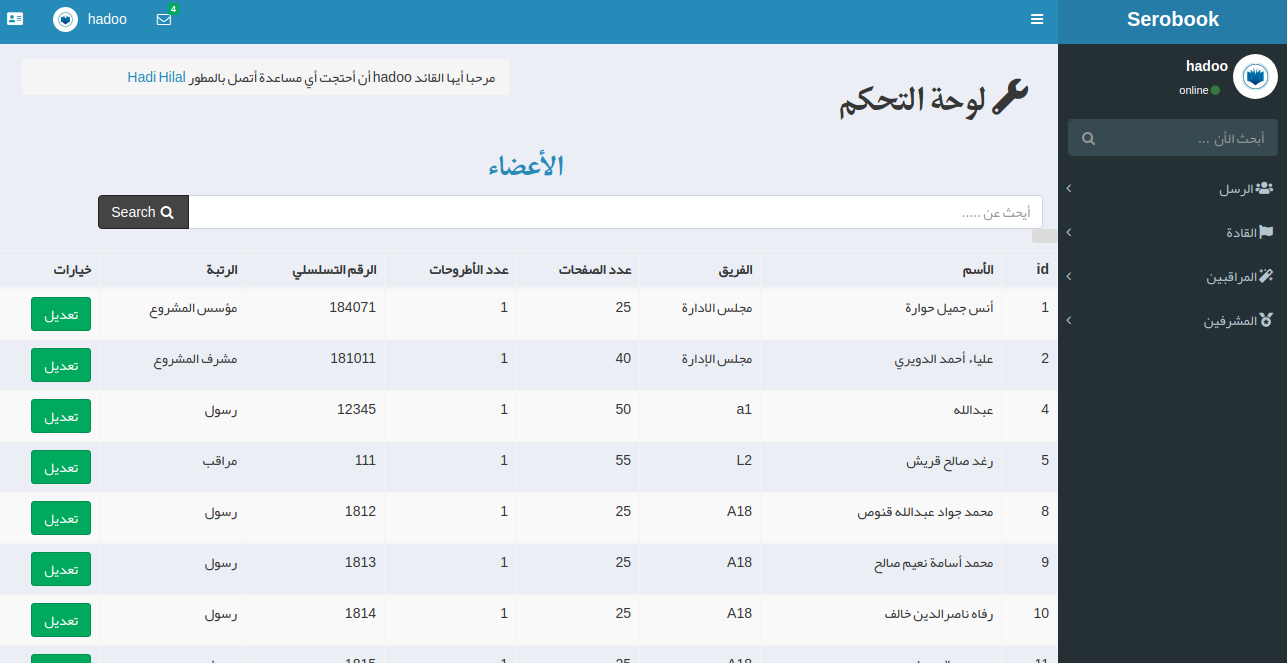 Serobook
hadoo
4
hadoo
online
أبحث الأن ...
الرسل
القادة
المراقبين
المشرفين
مرحبا أيها القائد hadoo أن أحتجت أي مساعدة أتصل بالمطور Hadi Hilal
لوحة التحكم
الأعضاء
أيحث عن .....
Search
id الأسم الفريق عدد الصفحات عدد الأطروحات الرقم التسلسلي الرتبة خيارات
1 أنس جميل حوارة مجلس الادارة 25 1 184071 مؤسس المشروع تعديل
2 علياء أحمد الدويري مجلس الإدارة 40 1 181011 مشرف المشروع تعديل
4 عبدالله a1 50 1 12345 رسول تعديل
5 رغد صالح قريش L2 55 1 111 مراقب تعديل
8 محمد جواد عبدالله قنوص A18 25 1 1812 رسول تعديل
9 محمد أسامة نعيم صالح A18 25 1 1813 رسول تعديل
10 رفاه ناصرالدين خالف A18 25 1 1814 رسول تعديل
11 A18 25 1 1815